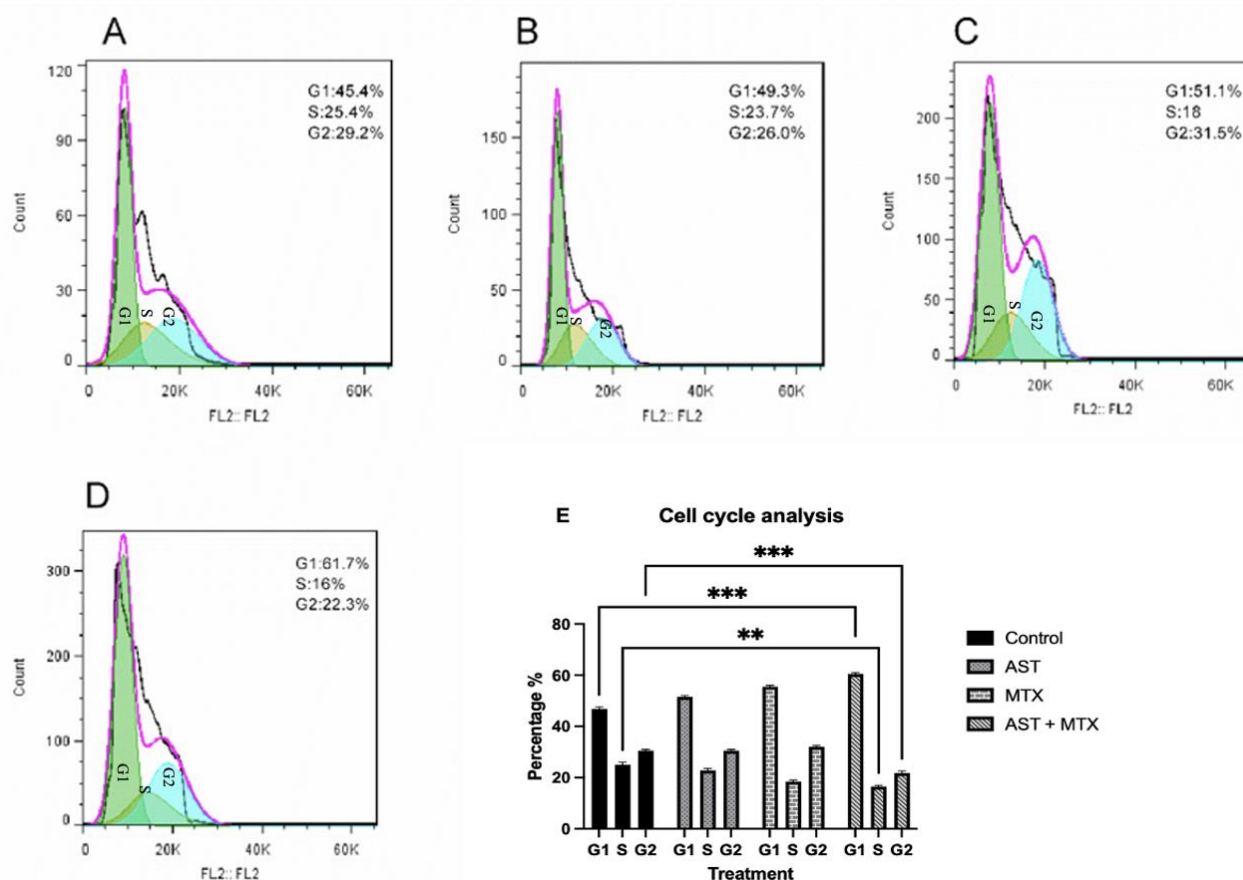 A
120
90
60
30
0
Count
G1:45.4%
S:25.4%
G2:29.2%
G1
S
G2
0
20K
40K
60K
FL2:: FL2
B
150
100
50
0
Count
G1:49.3%
S:23.7%
G2:26.0%
G1
S
G2
0
20K
40K
60K
FL2:: FL2
C
200
150
100
50
0
Count
G1:51.1%
S:18
G2:31.5%
G1
S
G2
0
20K
40K
60K
FL2:: FL2
D
300
200
100
0
Count
G1:61.7%
S:16%
G2:22.3%
G1
S
G2
0
20K
40K
60K
FL2:: FL2
E
Cell cycle analysis
***
***
**
80
60
40
20
0
Percentage %
G1 S G2 G1 S G2 G1 S G2 G1 S G2
Treatment
Control
AST
MTX
AST + MTX